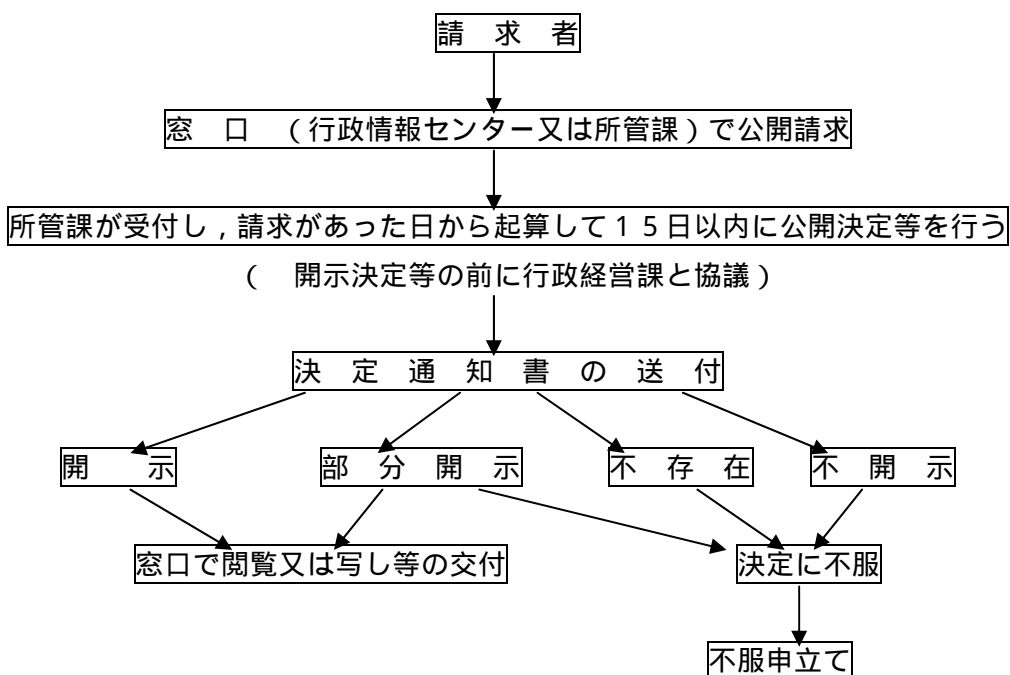 請　求　者
窓　口　（行政情報センター又は所管課）で公開請求
所管課が受付し，請求があった日から起算して１５日以内に公開決定等を行う
（　開示決定等の前に行政経営課と協議）
決　定　通　知　書　の　送　付
開　　示　部　分　開　示　不　存　在　不　開　示
窓口で閲覧又は写し等の交付　決定に不服
不服申立て